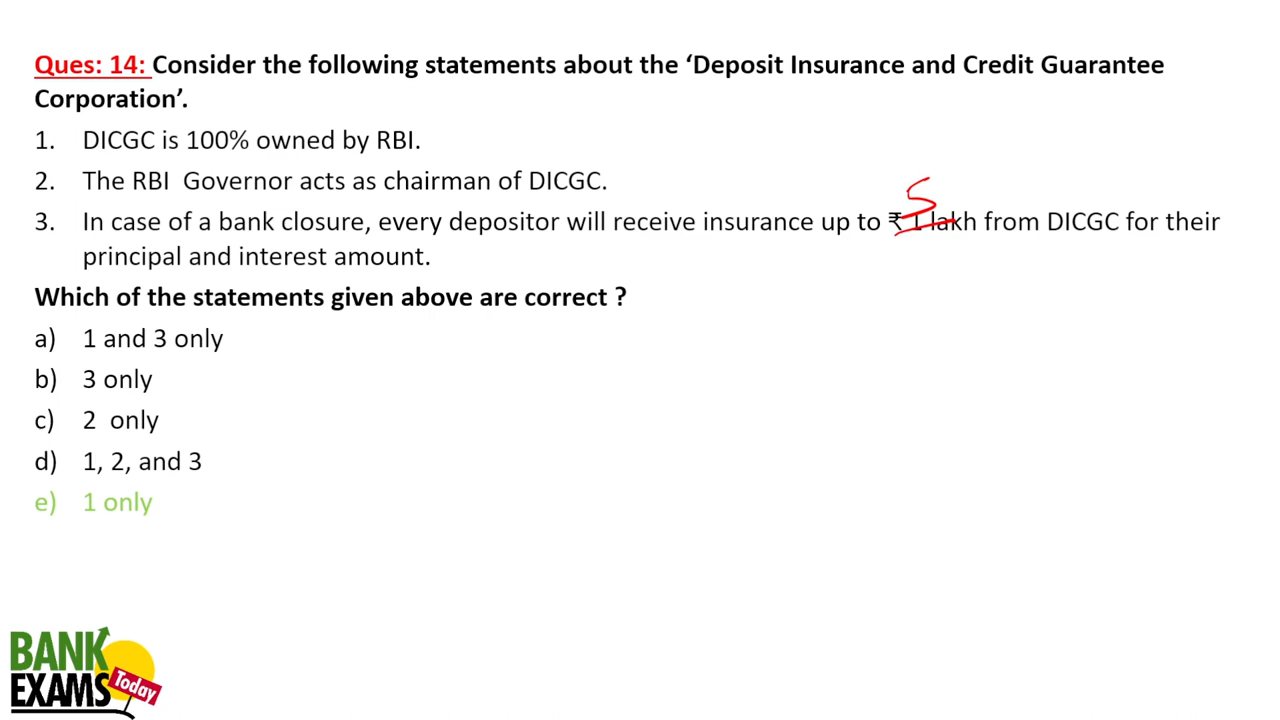 Ques: 14: Consider the following statements about the ‘Deposit Insurance and Credit Guarantee
Corporation’.
1. DICGC is 100% owned by RBI.
2. The RBI Governor acts as chairman of DICGC.
5
3. In case of a bank closure, every depositor will receive insurance up to ₹ 1 lakh from DICGC for their
principal and interest amount.
Which of the statements given above are correct ?
a) 1 and 3 only
b) 3 only
c) 2 only
d) 1, 2, and 3
e) 1 only
BANK
EXAMS Today